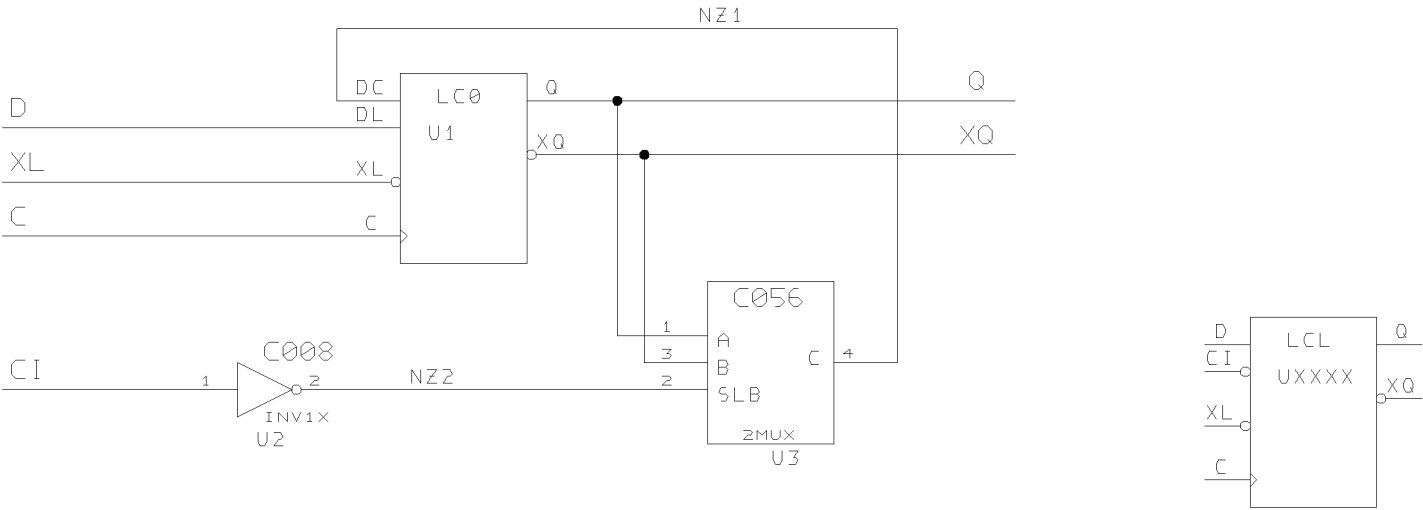 NZ1
DC
LC0
Q
Q
D
DL
U1
XQ
XQ
XL
XL
C
C
C056
1
A
3
B
C
4
CI
C008
1
2
NZ2
2
SLB
INV1X
U2
2MUX
U3
D
LCL
Q
CI
UXXXX
XQ
XL
C